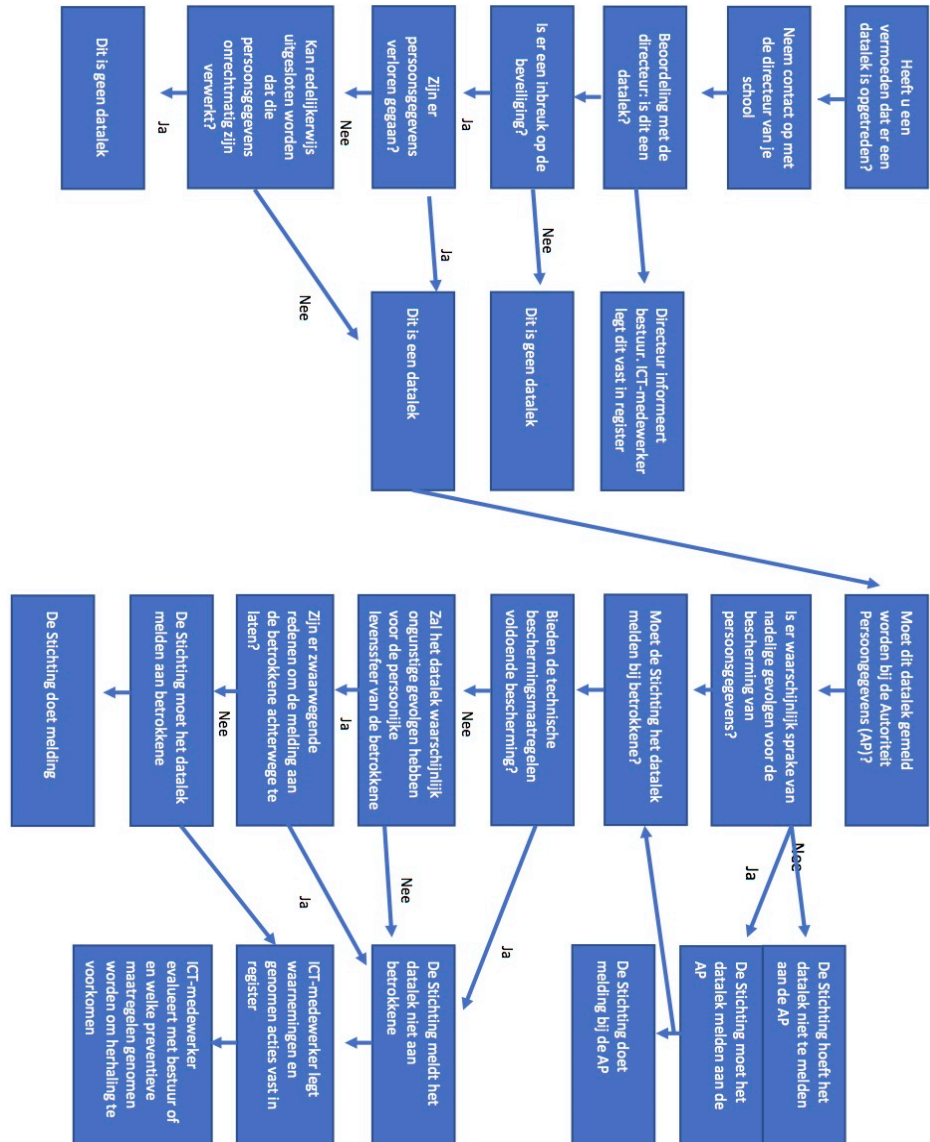 Heeft u een
vermoeden dat er een
datalek is opgetreden?
Neem contact op met
de directeur van je
school
Beoordeling met de
directeur: is dit een
datalek?
Directeur informeert
bestuur. ICT-medewerker
legt dit vast in register
Is er een inbreuk op de
beveiliging?
Nee
Dit is geen datalek
Ja
Zijn er
persoonsgegevens
verloren gegaan?
Ja
Dit is een datalek
Nee
Kan redelijkerwijs
uitgesloten worden
dat die
persoonsgegevens
onrechtmatig zijn
verwerkt?
Nee
Ja
Dit is geen datalek
Moet dit datalek gemeld
worden bij de Autoriteit
Persoongegevens (AP)?
Is er waarschijnlijk sprake van
nadelige gevolgen voor de
bescherming van
persoonsgegevens?
Nee
Ja
De Stichting hoeft het
datalek niet te melden
aan de AP
De Stichting moet het
datalek melden aan de
AP
De Stichting doet
melding bij de AP
Moet de Stichting het datalek
melden bij betrokkene?
Bieden de technische
beschermingsmaatregelen
voldoende bescherming?
Ja
Nee
Zal het datalek waarschijnlijk
ongunstige gevolgen hebben
voor de persoonijke
levenssfeer van de betrokkene
Nee
De Stichting meldt het
datalek niet aan
betrokkene
Ja
Zijn er zwaarwegende
redenen om de melding aan
de betrokkene achterwege te
laten?
Ja
ICT-medewerker legt
waarnemingen en
genomen acties vast in
register
Nee
De Stichting moet het datalek
melden aan betrokkene
ICT-medewerker
evalueert met bestuur of
en welke preventieve
maatregelen genomen
worden om herhaling te
voorkomen
De Stichting doet melding